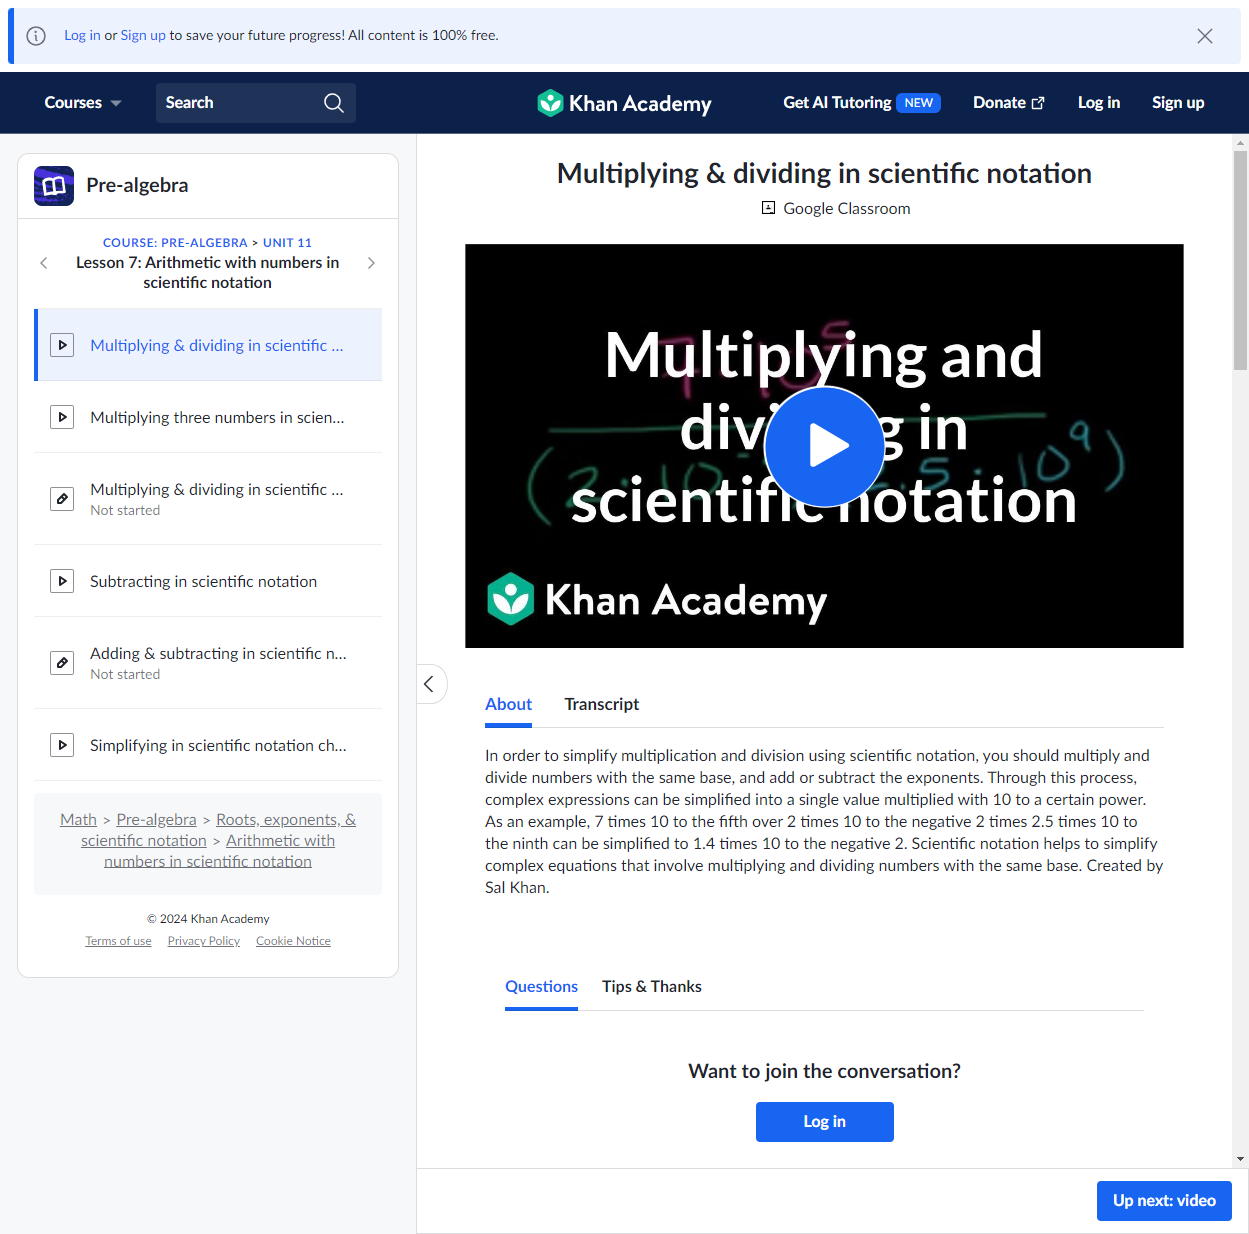 Log in or Sign up to save your future progress! All content is 100% free.
Courses
Search
Khan Academy
Get AI Tutoring NEW
Donate
Log in
Sign up
Pre-algebra
COURSE: PRE-ALGEBRA > UNIT 11
Lesson 7: Arithmetic with numbers in
scientific notation
Multiplying & dividing in scientific ...
Multiplying three numbers in scien...
Multiplying & dividing in scientific ...
Not started
Subtracting in scientific notation
Adding & subtracting in scientific n...
Not started
Simplifying in scientific notation ch...
Math > Pre-algebra > Roots, exponents, &
scientific notation > Arithmetic with
numbers in scientific notation
© 2024 Khan Academy
Terms of use Privacy Policy Cookie Notice
Multiplying & dividing in scientific notation
Google Classroom
Multiplying and
in
scientific notation
Khan Academy
About Transcript
In order to simplify multiplication and division using scientific notation, you should multiply and
divide numbers with the same base, and add or subtract the exponents. Through this process,
complex expressions can be simplified into a single value multiplied with 10 to a certain power.
As an example, 7 times 10 to the fifth over 2 times 10 to the negative 2 times 2.5 times 10 to
the ninth can be simplified to 1.4 times 10 to the negative 2. Scientific notation helps to simplify
complex equations that involve multiplying and dividing numbers with the same base. Created by
Sal Khan.
Questions Tips & Thanks
Want to join the conversation?
Log in
Up next: video